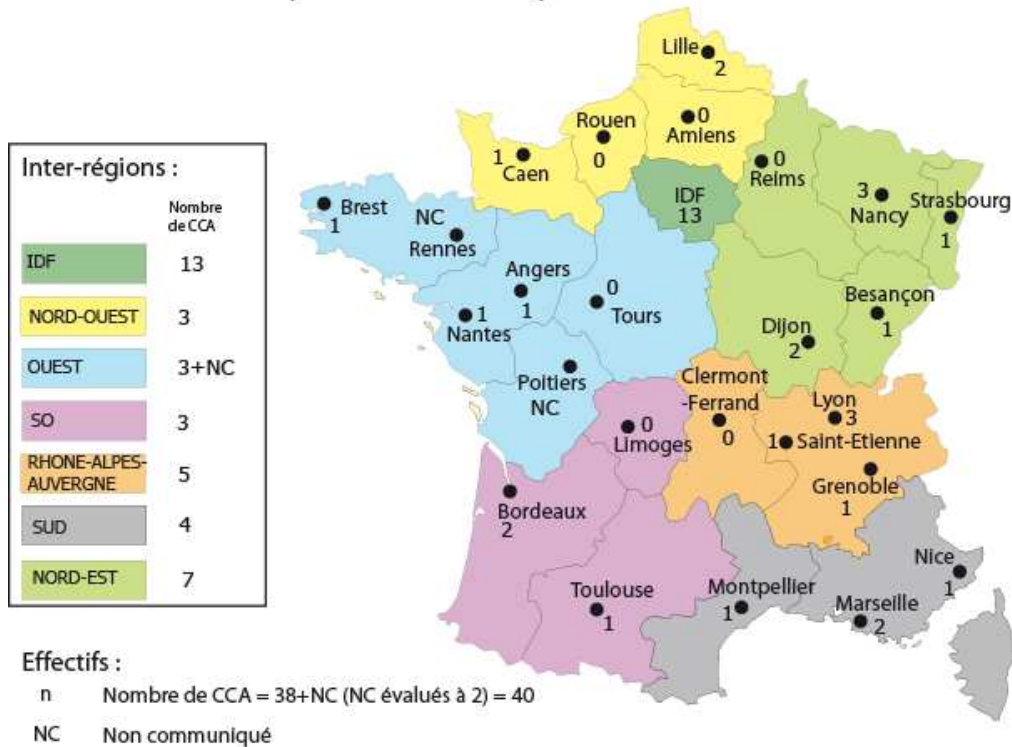 Inter-régions :
Nombre
de CCA
IDF 13
NORD-OUEST 3
OUEST 3+NC
SO 3
RHONE-ALPES-
AUVERGNE 5
SUD 4
NORD-EST 7
Lille
2
0
Amiens
Rouen
0
1
Caen
IDF
13
0
Reims
3
Nancy
Strasbourg
1
Brest
1
NC
Rennes
Angers
1
1
Nantes
0
Tours
Besançon
1
Dijon
2
Poitiers
NC
Clermont
-Ferrand
0
Lyon
3
1 Saint-Etienne
Grenoble
1
0
Limoges
Bordeaux
2
Toulouse
1
Montpellier
1
Nice
1
Marseille
2
Effectifs :
n Nombre de CCA = 38+NC (NC évalués à 2) = 40
NC Non communiqué